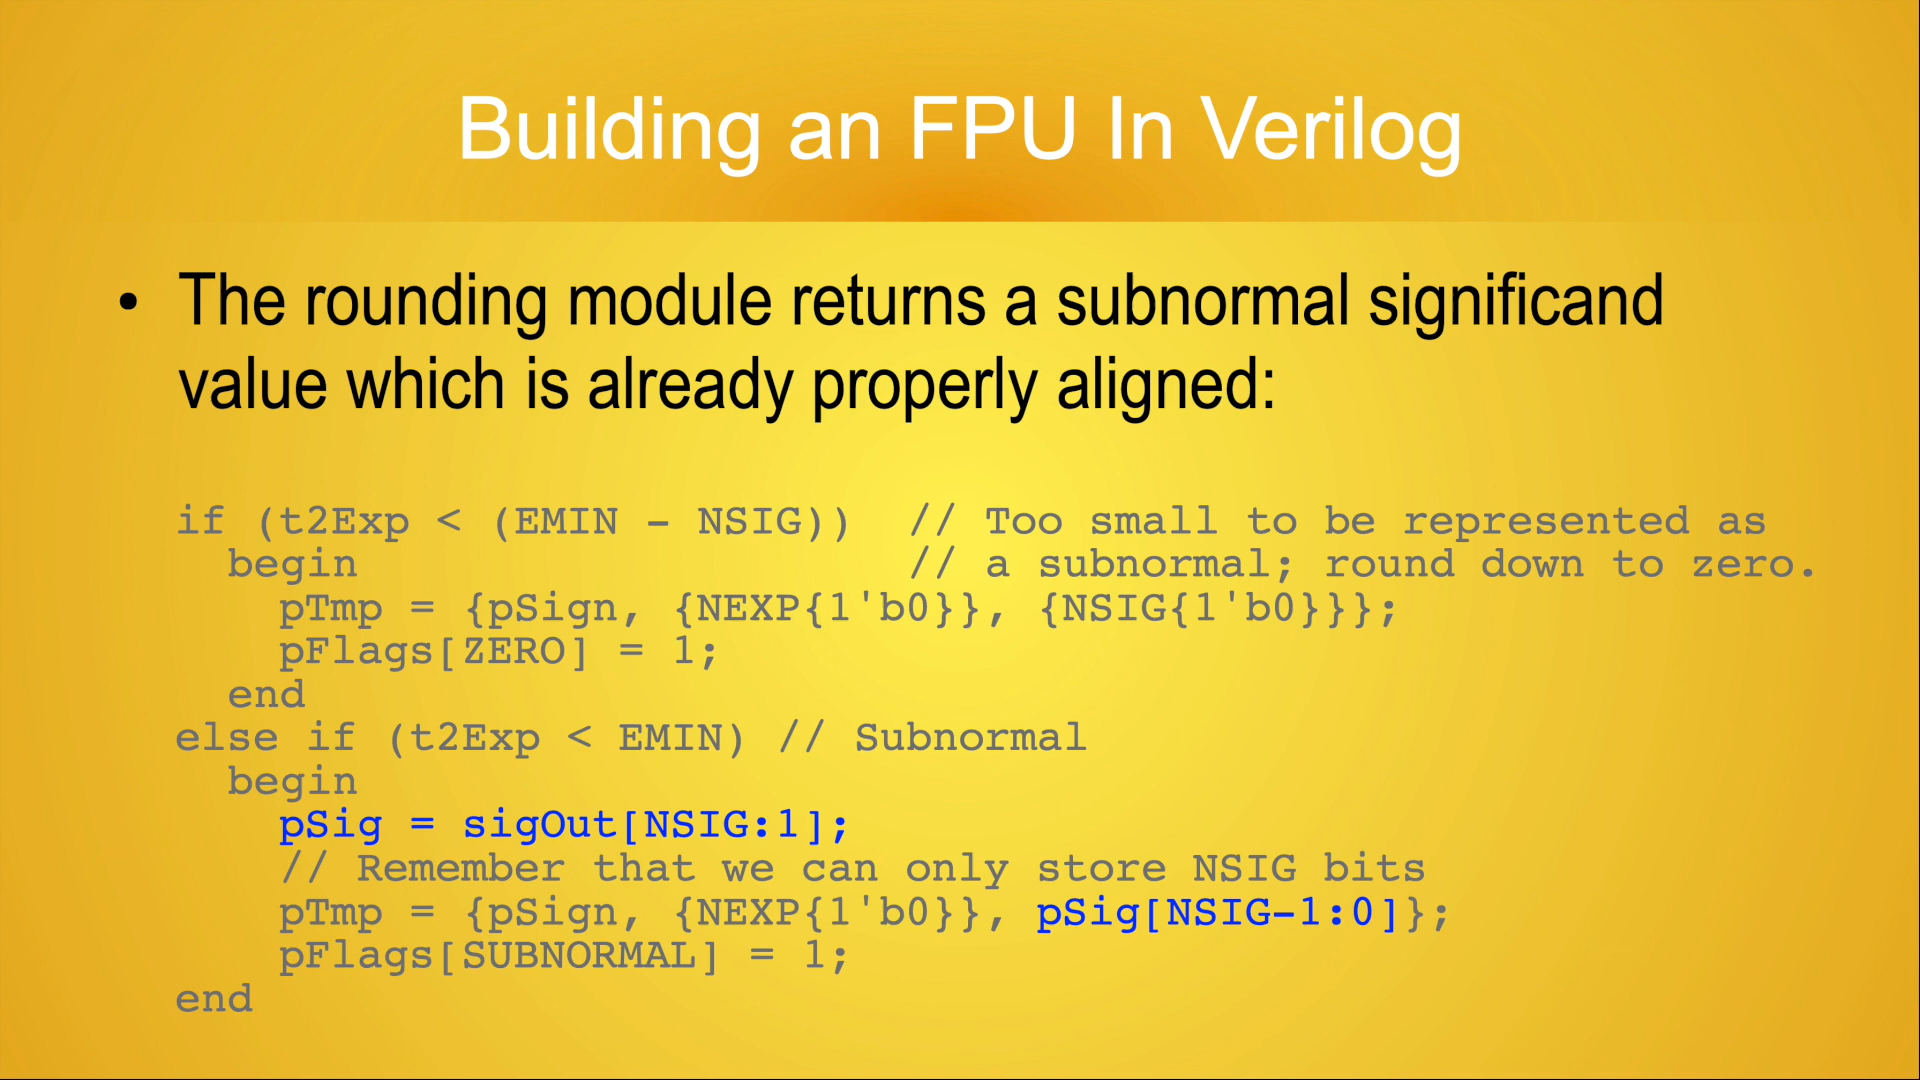 Building an FPU In Verilog
• The rounding module returns a subnormal significand
value which is already properly aligned:
if (t2Exp < (EMIN - NSIG))  // Too small to be represented as
  begin                     // a subnormal; round down to zero.
    pTmp = {pSign, {NEXP{1'b0}}, {NSIG{1'b0}}};
    pFlags[ZERO] = 1;
  end
else if (t2Exp < EMIN) // Subnormal
  begin
    pSig = sigOut[NSIG:1];
    // Remember that we can only store NSIG bits
    pTmp = {pSign, {NEXP{1'b0}}, pSig[NSIG-1:0]};
    pFlags[SUBNORMAL] = 1;
end